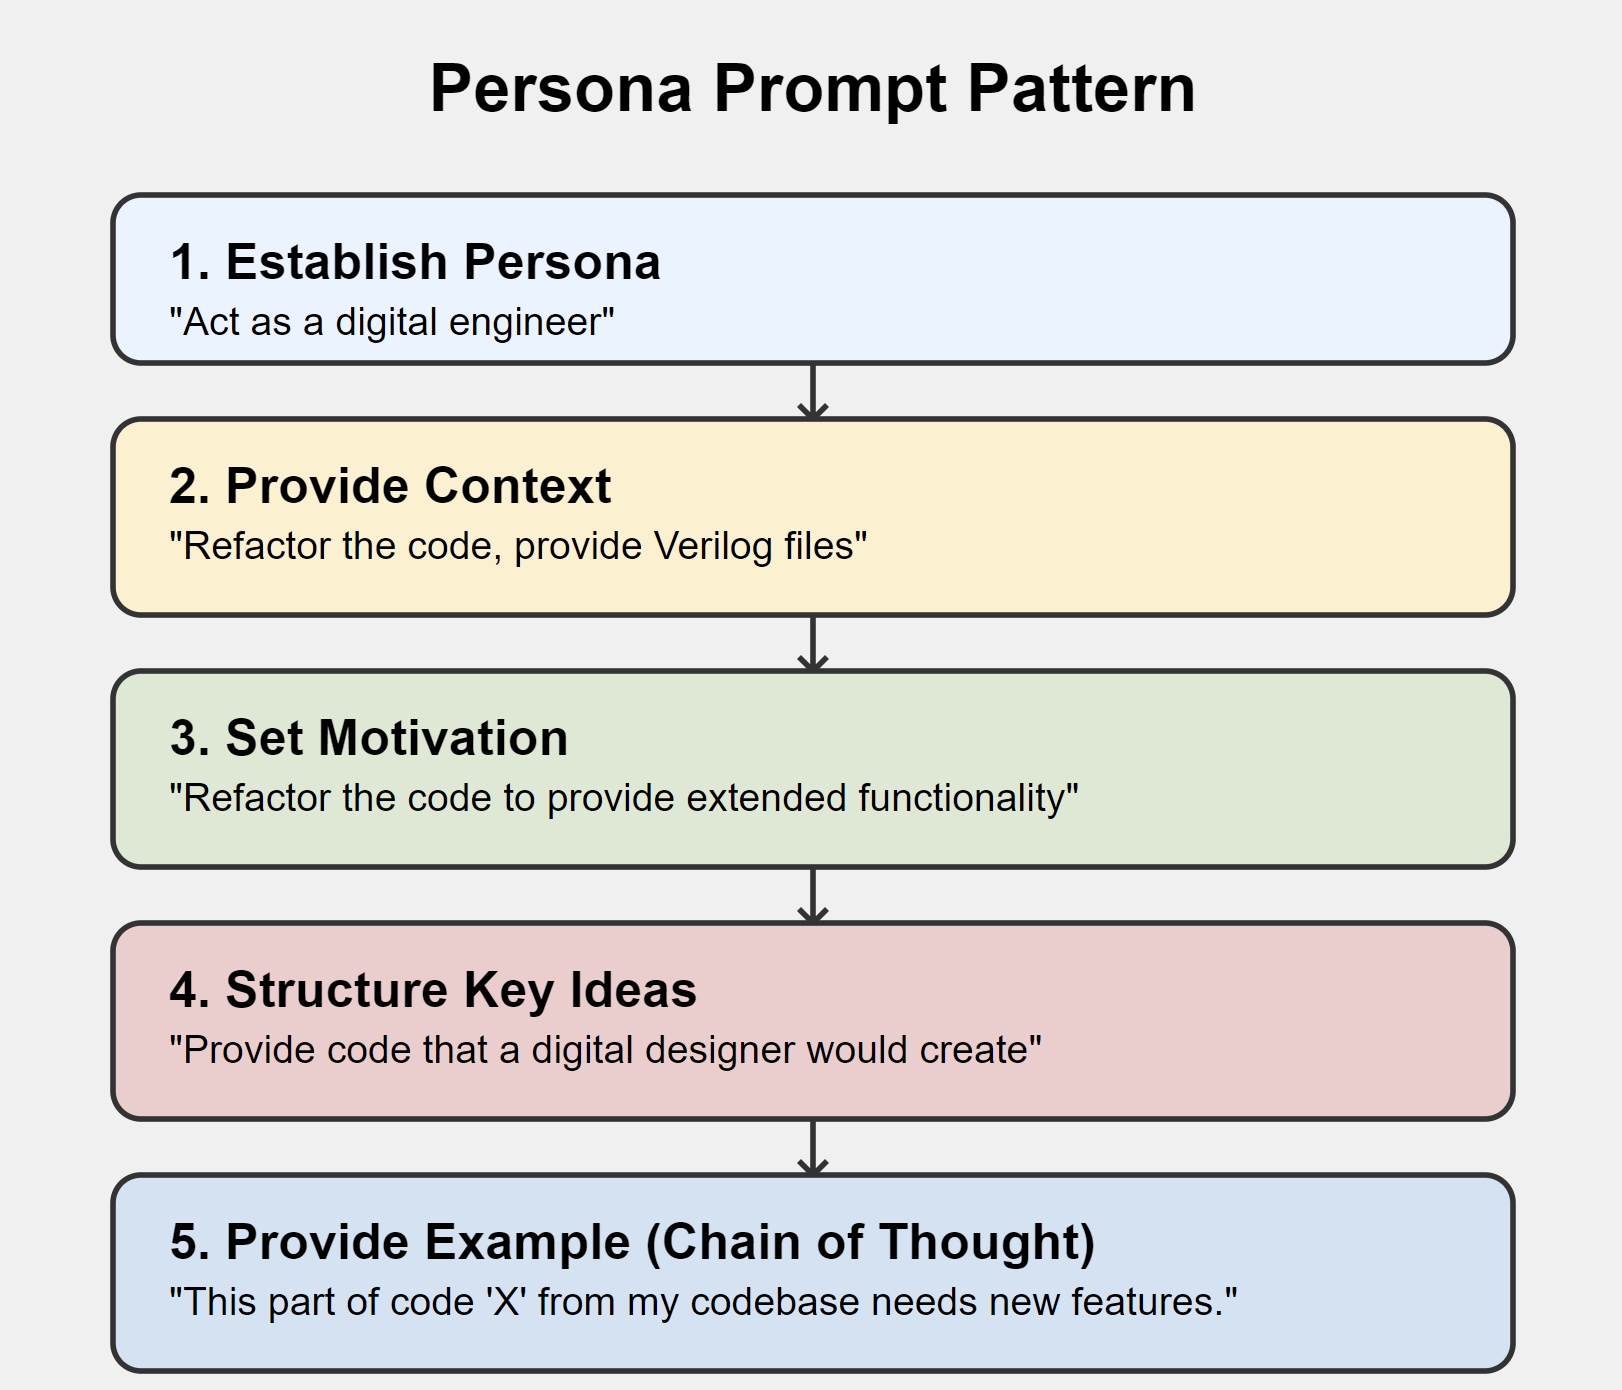 Persona Prompt Pattern
1. Establish Persona
"Act as a digital engineer"
2. Provide Context
"Refactor the code, provide Verilog files"
3. Set Motivation
"Refactor the code to provide extended functionality"
4. Structure Key Ideas
"Provide code that a digital designer would create"
5. Provide Example (Chain of Thought)
"This part of code 'X' from my codebase needs new features."